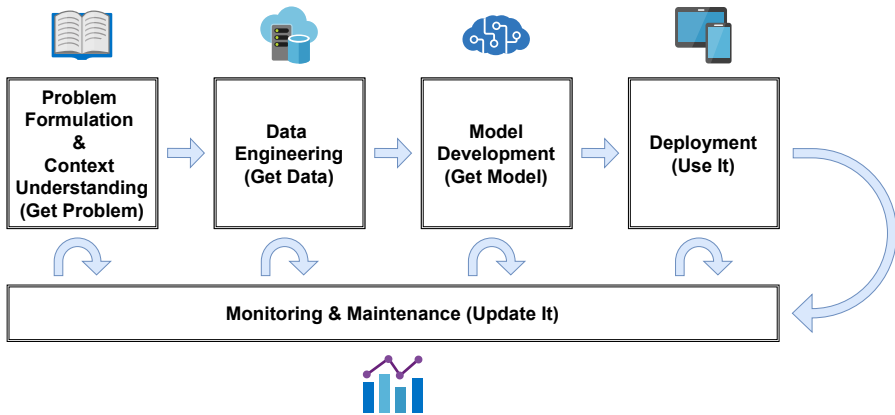 Problem
Formulation
&
Context
Understanding
(Get Problem)
Data
Engineering
(Get Data)
Model
Development
(Get Model)
Deployment
(Use It)
Monitoring & Maintenance (Update It)